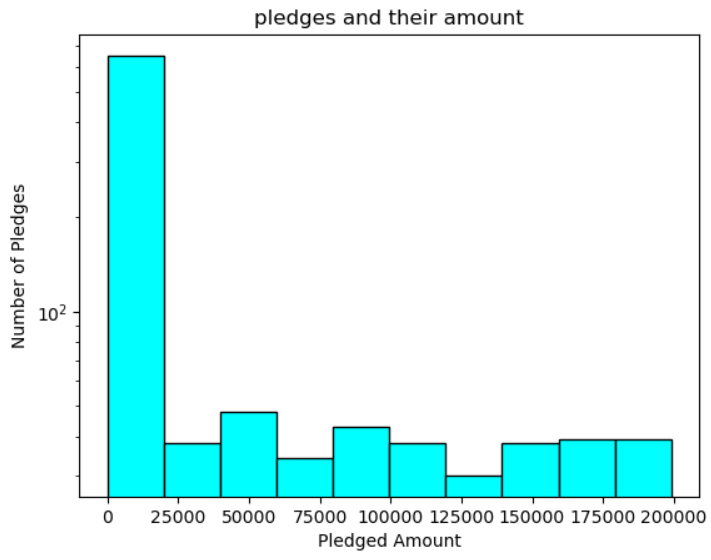 pledges and their amount
Number of Pledges
10²
0 25000 50000 75000 100000 125000 150000 175000 200000
Pledged Amount